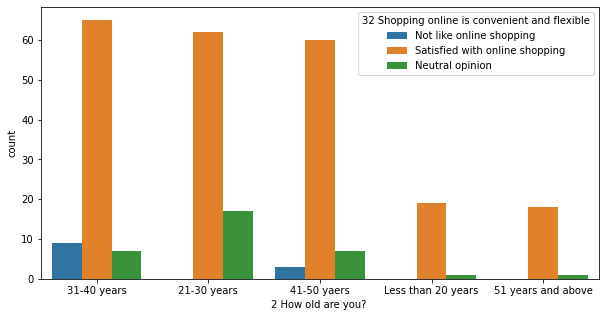 32 Shopping online is convenient and flexible
Not like online shopping
Satisfied with online shopping
Neutral opinion
count
60
50
40
30
20
10
0
31-40 years
21-30 years
41-50 yaers
Less than 20 years
51 years and above
2 How old are you?